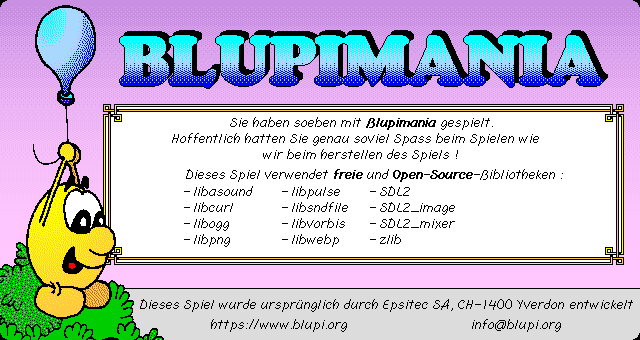 BLUPIMANIA
Sie haben soeben mit Blupimania gespielt.
Hoffentlich hatten Sie genau soviel Spass beim Spielen wie
wir beim herstellen des Spiels !
Dieses Spiel verwendet freie und Open-Source-Bibliotheken :
- libasound - libpulse - SDL2
- libcurl - libsndfile - SDL2_image
- libogg - libvorbis - SDL2_mixer
- libpng - libwebp - zlib
Dieses Spiel wurde ursprünglich durch Epsitec SA, CH-1400 Yverdon entwickelt
https://www.blupi.org info@blupi.org